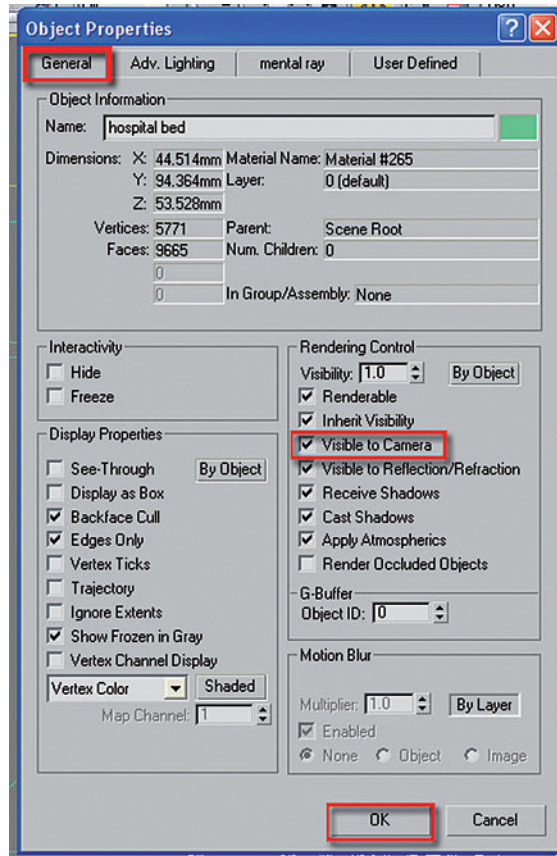 Object Properties
General Adv. Lighting mental ray User Defined
Object Information
Name: hospital bed
Dimensions: X: 44.514mm Material Name: Material #265
Y: 94.364mm Layer: 0 (default)
Z: 53.528mm
Vertices: 5771 Parent: Scene Root
Faces: 9665 Num. Children: 0
0
0 In Group/Assembly: None
Interactivity
Hide
Freeze
Display Properties
See-Through By Object
Display as Box
Backface Cull
Edges Only
Vertex Ticks
Trajectory
Ignore Extents
Show Frozen in Gray
Vertex Channel Display
Vertex Color Shaded
Map Channel: 1
Rendering Control
Visibility: 1.0 By Object
Renderable
Inherit Visibility
Visible to Camera
Visible to Reflection/Refraction
Receive Shadows
Cast Shadows
Apply Atmospherics
Render Occluded Objects
G-Buffer
Object ID: 0
Motion Blur
Multiplier: 1.0 By Layer
Enabled
None Object Image
OK Cancel